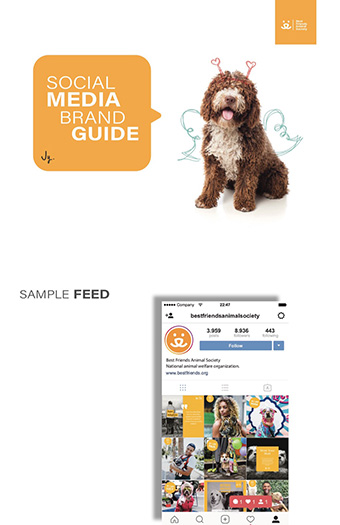 Best
Friends
Animal
Society
SOCIAL
MEDIA
BRAND
GUIDE
Jy.
SAMPLE FEED
Company
22:47
bestfriendsanimalsociety
3.959
8.936
443
posts
followers
following
Follow
Best Friends Animal Society
National animal welfare organization.
www.bestfriends.org